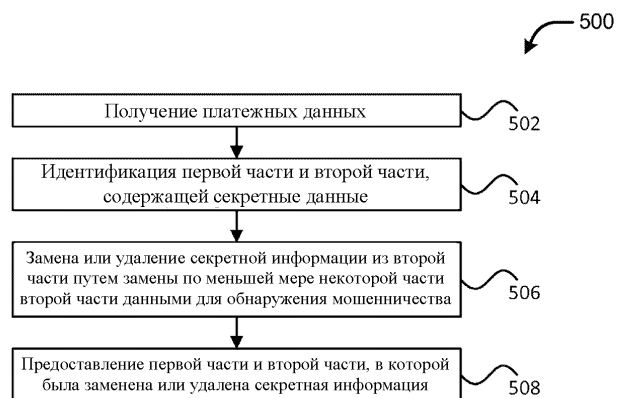 500
Получение платежных данных
502
Идентификация первой части и второй части,
содержащей секретные данные
504
Замена или удаление секретной информации из второй
части путем замены по меньшей мере некоторой части
второй части данными для обнаружения мошенничества
506
Предоставление первой части и второй части, в которой
была заменена или удалена секретная информация
508